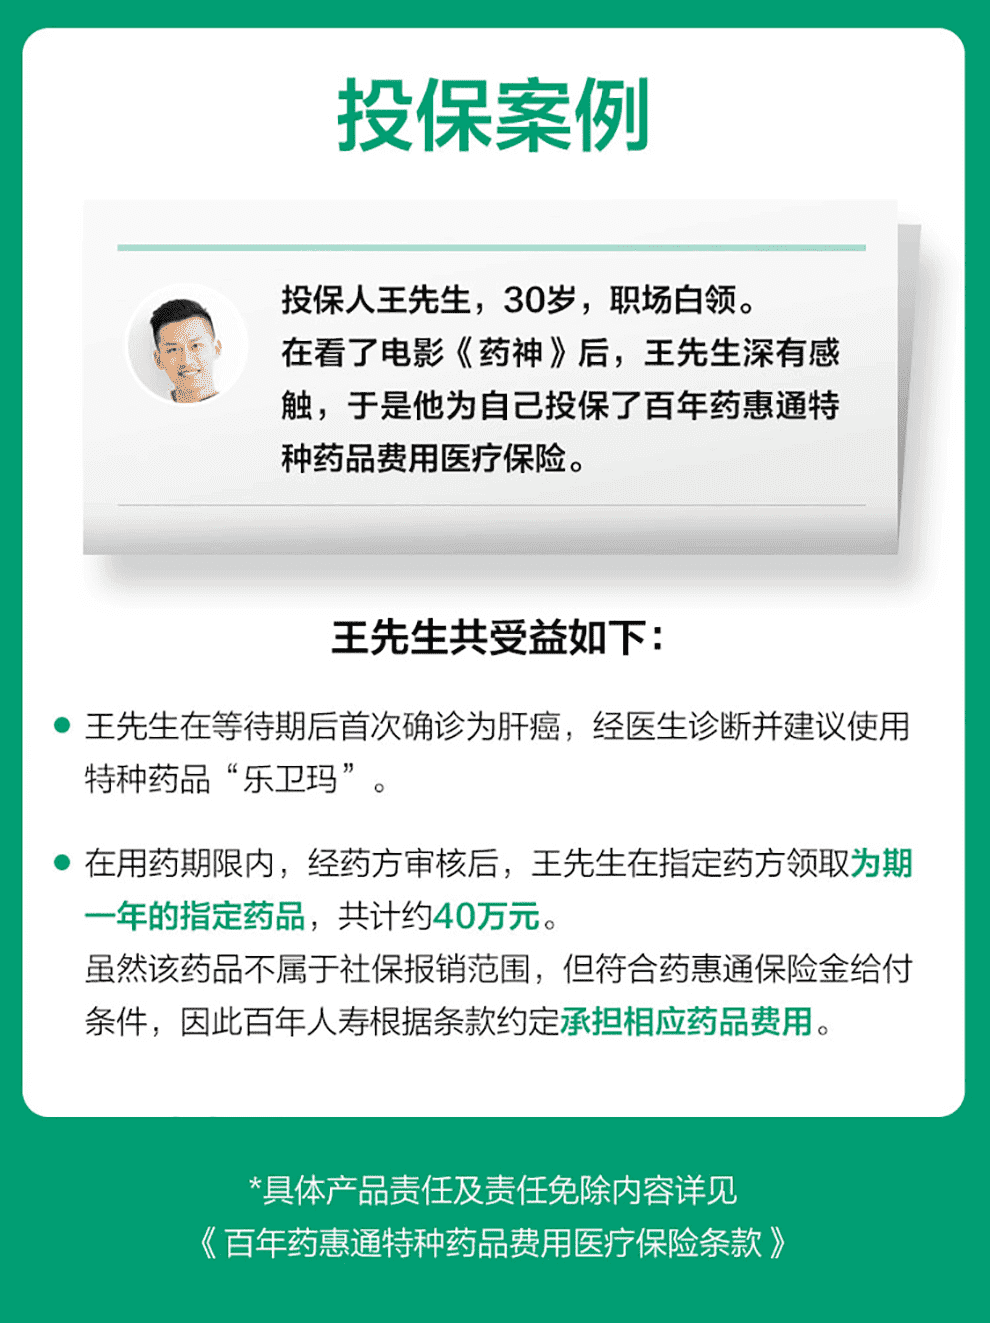 投保案例
投保人王先生，30岁，职场白领。
在看了电影《药神》后，王先生深有感
触，于是他为自己投保了百年药惠通特
种药品费用医疗保险。
王先生共受益如下：
王先生在等待期后首次确诊为肝癌，经医生诊断并建议使用
特种药品“乐卫玛”。
在用药期限内，经药方审核后，王先生在指定药方领取为期
一年的指定药品，共计约40万元。
虽然该药品不属于社保报销范围，但符合药惠通保险金给付
条件，因此百年人寿根据条款约定承担相应药品费用。
*具体产品责任及责任免除内容详见
《百年药惠通特种药品费用医疗保险条款》